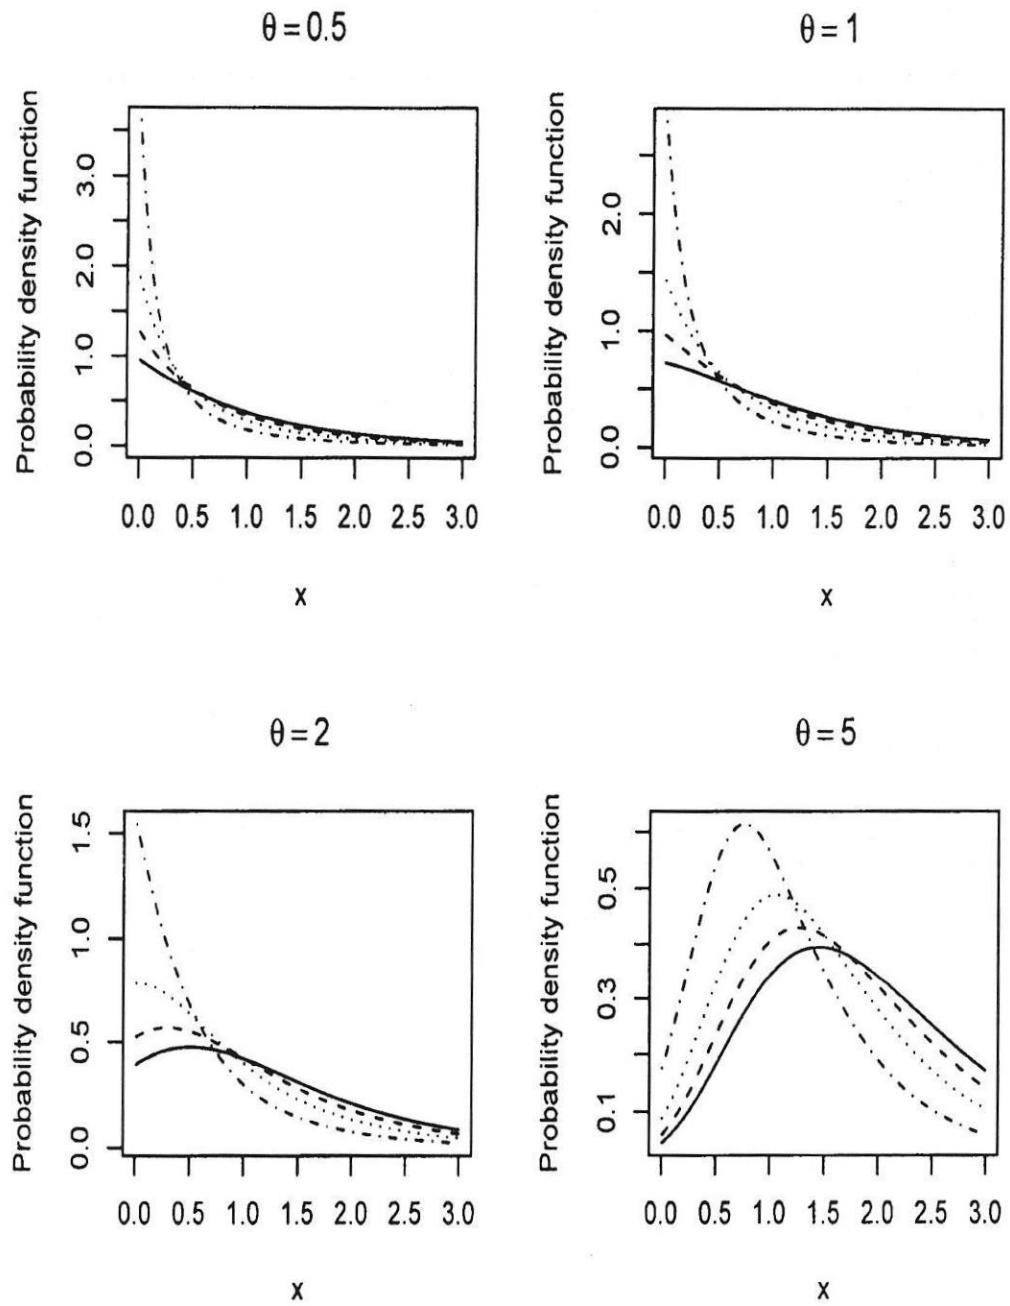 θ = 0.5
Probability density function
0.0 1.0 2.0 3.0
0.0 0.5 1.0 1.5 2.0 2.5 3.0
x
θ = 1
Probability density function
0.0 1.0 2.0
0.0 0.5 1.0 1.5 2.0 2.5 3.0
x
θ = 2
Probability density function
0.0 0.5 1.0 1.5
0.0 0.5 1.0 1.5 2.0 2.5 3.0
x
θ = 5
Probability density function
0.1 0.3 0.5
0.0 0.5 1.0 1.5 2.0 2.5 3.0
x